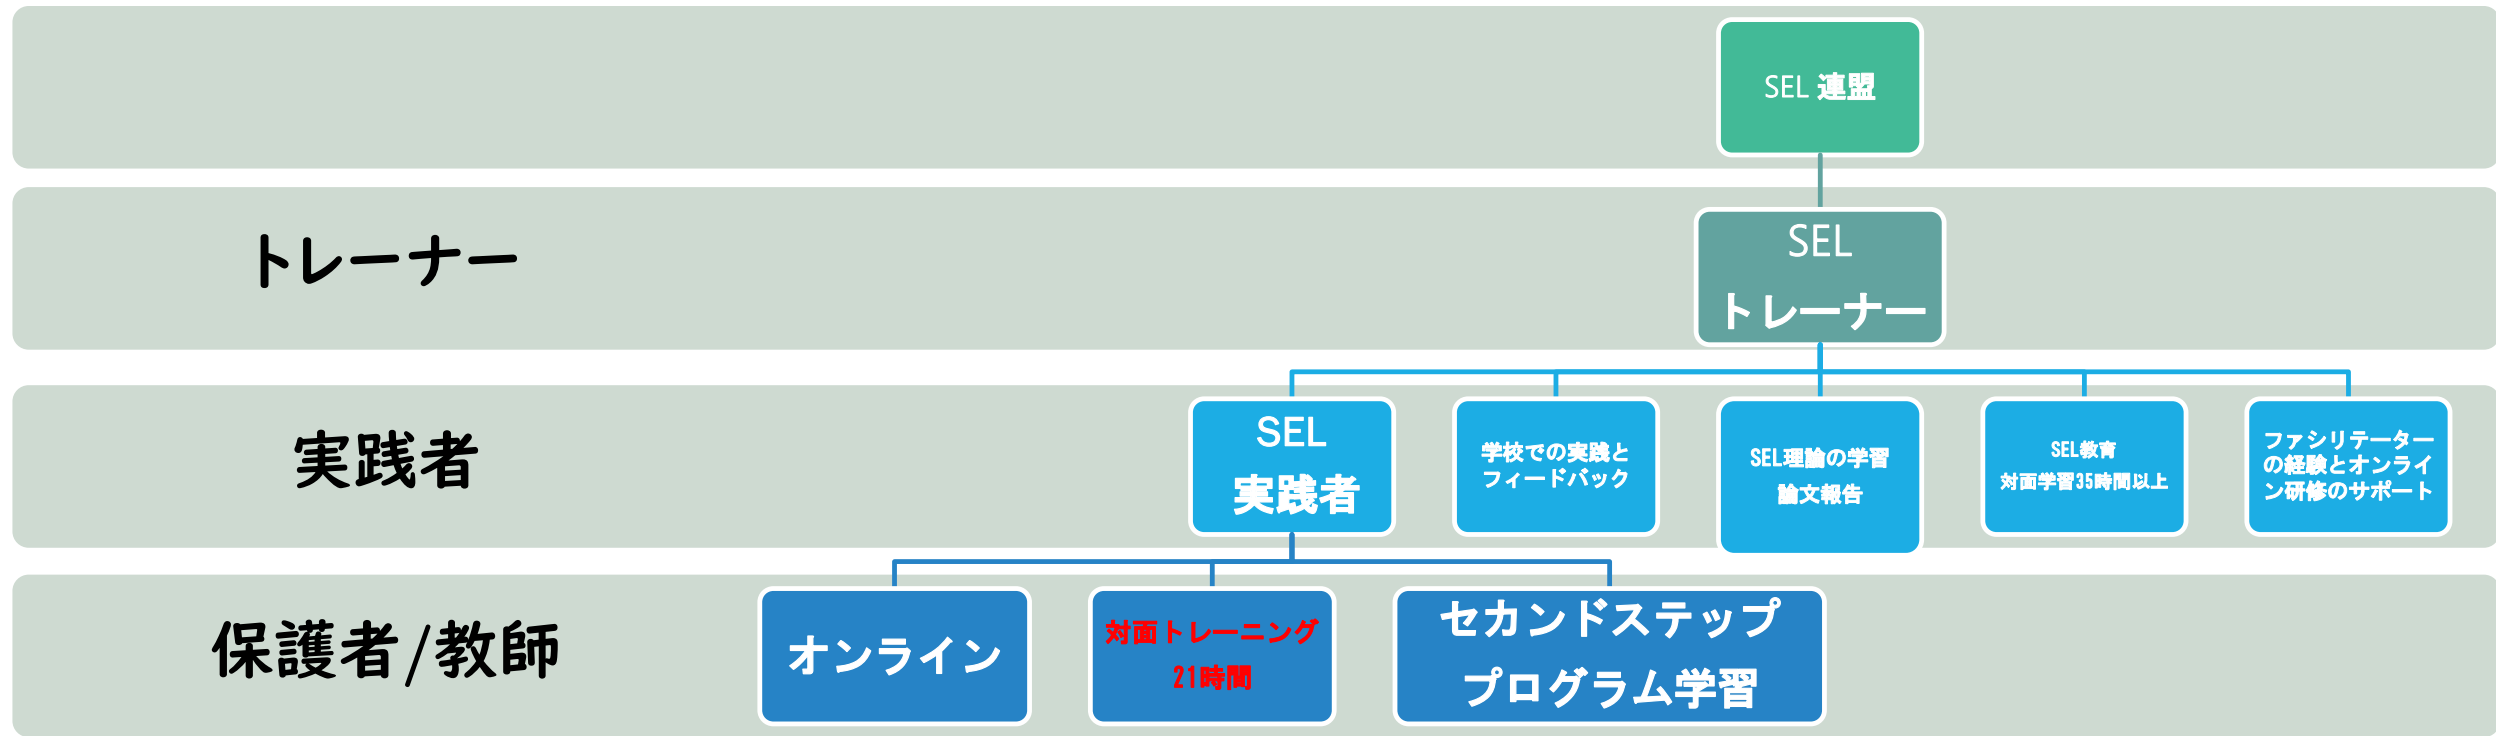 SEL 連盟
トレーナー
SEL
トレーナー
実践者
SEL
実践者
学校での実践と
フィードバック
SEL理論の学習
論文報告
SEL教育
対面学習35時間以上
ファシリテーター
の経験とオンライ
ン研修のサポート
保護者/教師
オンライン
対面トレーニング
21時間
セカンドステップ
プログラム学習